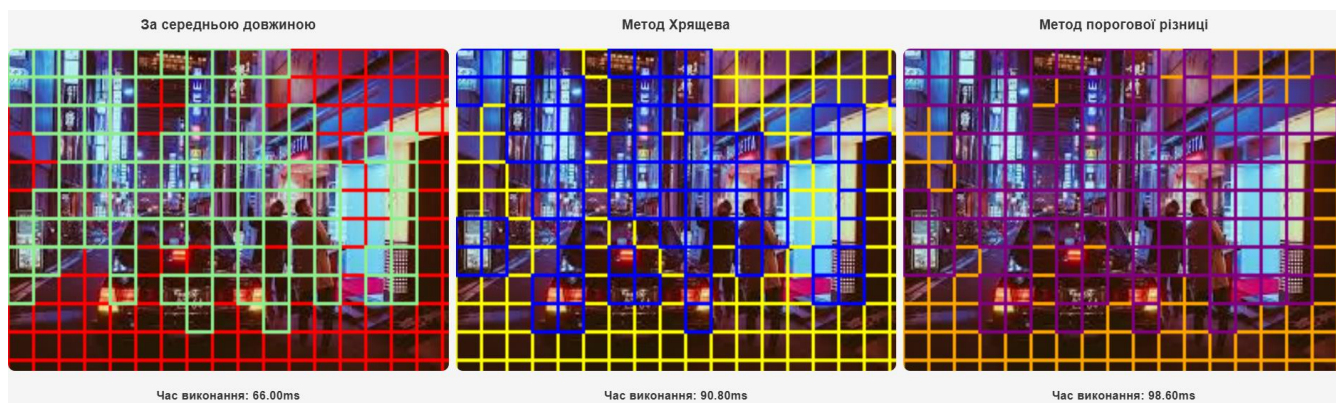 За середньою довжиною
Метод Хрящева
Метод порогової різниці
Час виконання: 66.00ms
Час виконання: 90.80ms
Час виконання: 98.60ms